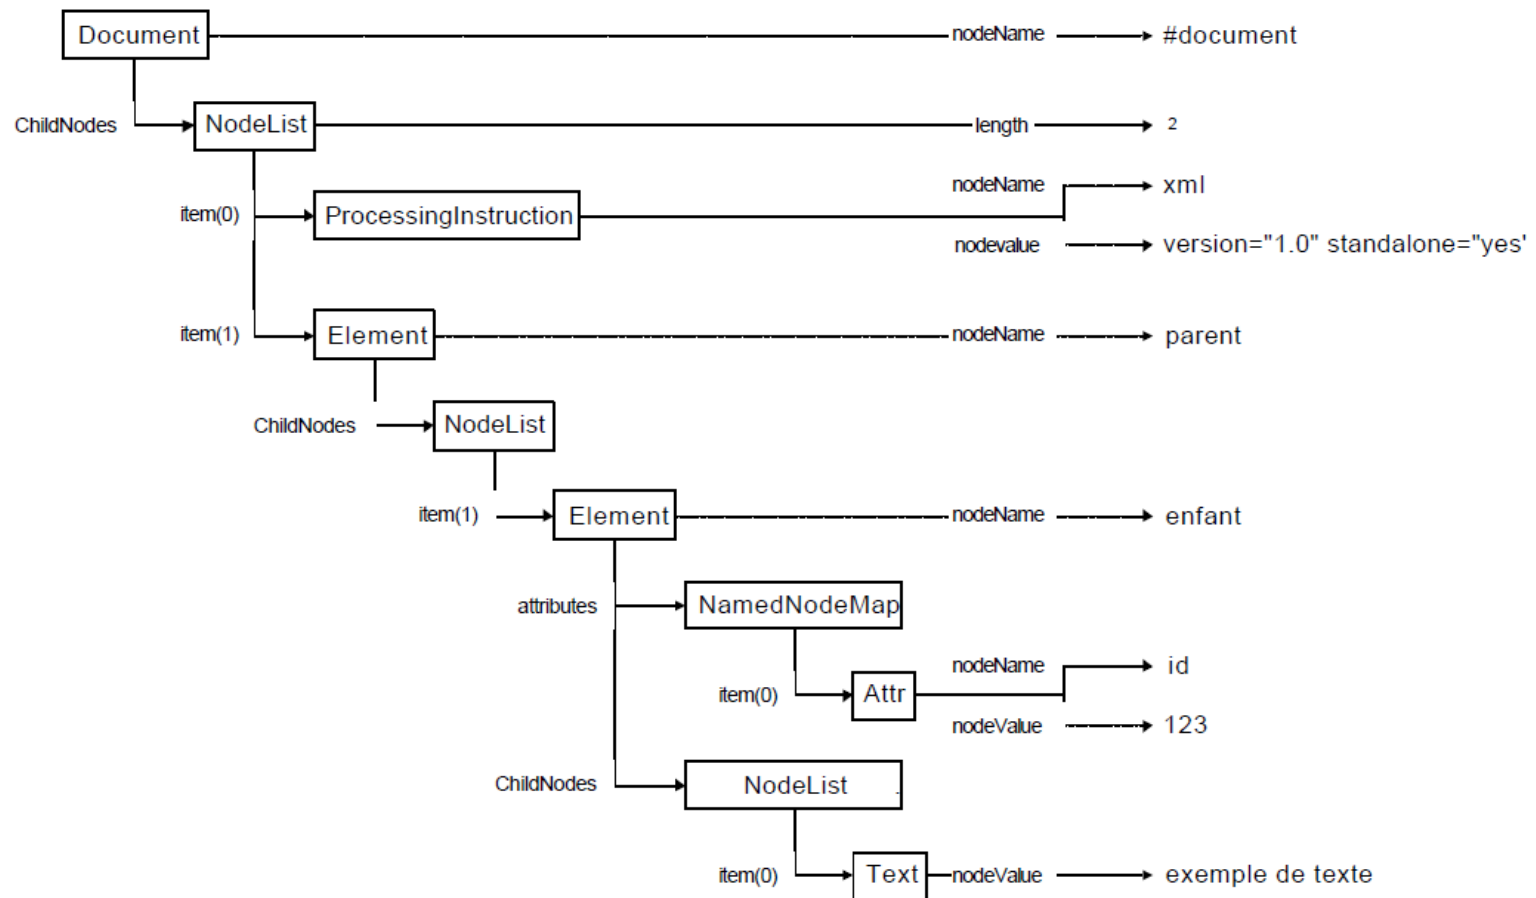 Document nodeName #document
ChildNodes NodeList length 2
nodeName xml
item(0) ProcessingInstruction
nodevalue version="1.0" standalone="yes'
item(1) Element nodeName parent
ChildNodes NodeList
item(1) Element nodeName enfant
attributes NamedNodeMap
nodeName id
item(0) Attr
nodeValue 123
ChildNodes NodeList
item(0) Text nodeValue exemple de texte